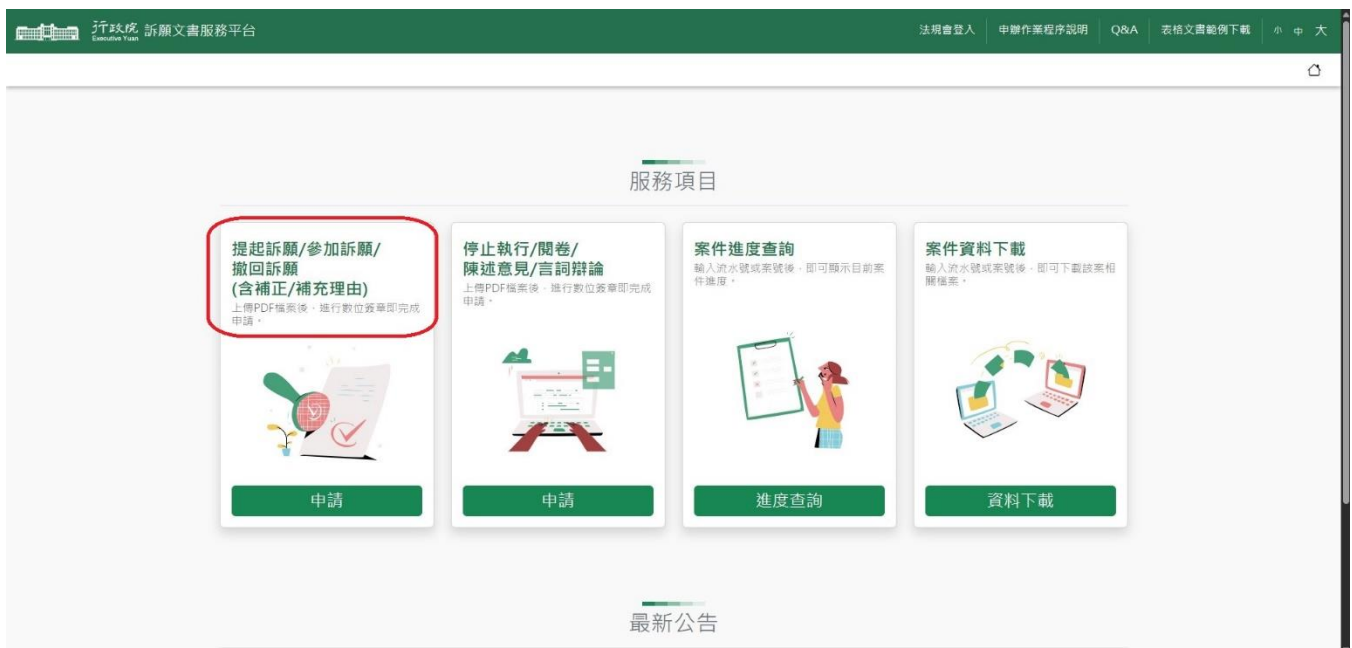 行政院 訴願文書服務平台
Executive Yuan
法規會登入 申辦作業程序說明 Q&A 表格文書範例下載 小 中 大
服務項目
提起訴願/參加訴願/
撤回訴願
(含補正/補充理由)
上傳PDF檔案後，進行數位簽章即完成
申請。
申請
停止執行/閱卷/
陳述意見/言詞辯論
上傳PDF檔案後，進行數位簽章即完成
申請。
申請
案件進度查詢
輸入流水號或案號後，即可顯示目前案
件進度。
進度查詢
案件資料下載
輸入流水號或案號後，即可下載該案相
關檔案。
資料下載
最新公告